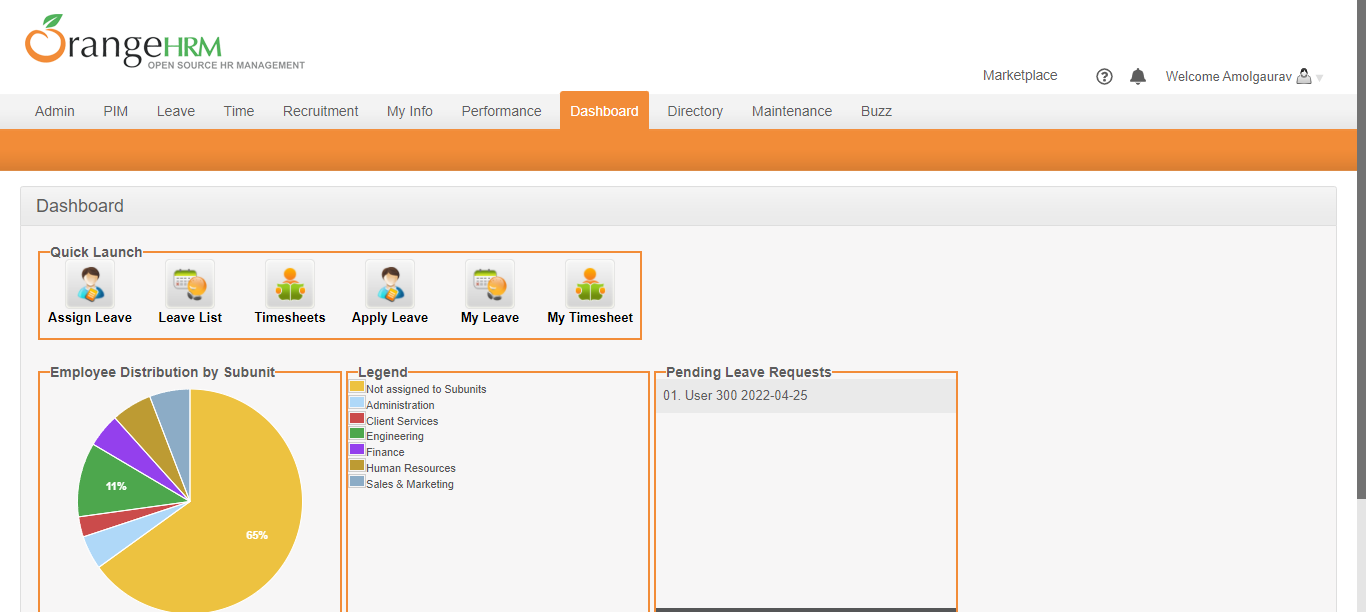 OrangeHRM
OPEN SOURCE HR MANAGEMENT
Marketplace ? Welcome Amolgaurav
Admin PIM Leave Time Recruitment My Info Performance Dashboard Directory Maintenance Buzz
Dashboard
Quick Launch
Assign Leave Leave List Timesheets Apply Leave My Leave My Timesheet
Employee Distribution by Subunit
11%
65%
Legend
Not assigned to Subunits
Administration
Client Services
Engineering
Finance
Human Resources
Sales & Marketing
Pending Leave Requests
01. User 300 2022-04-25